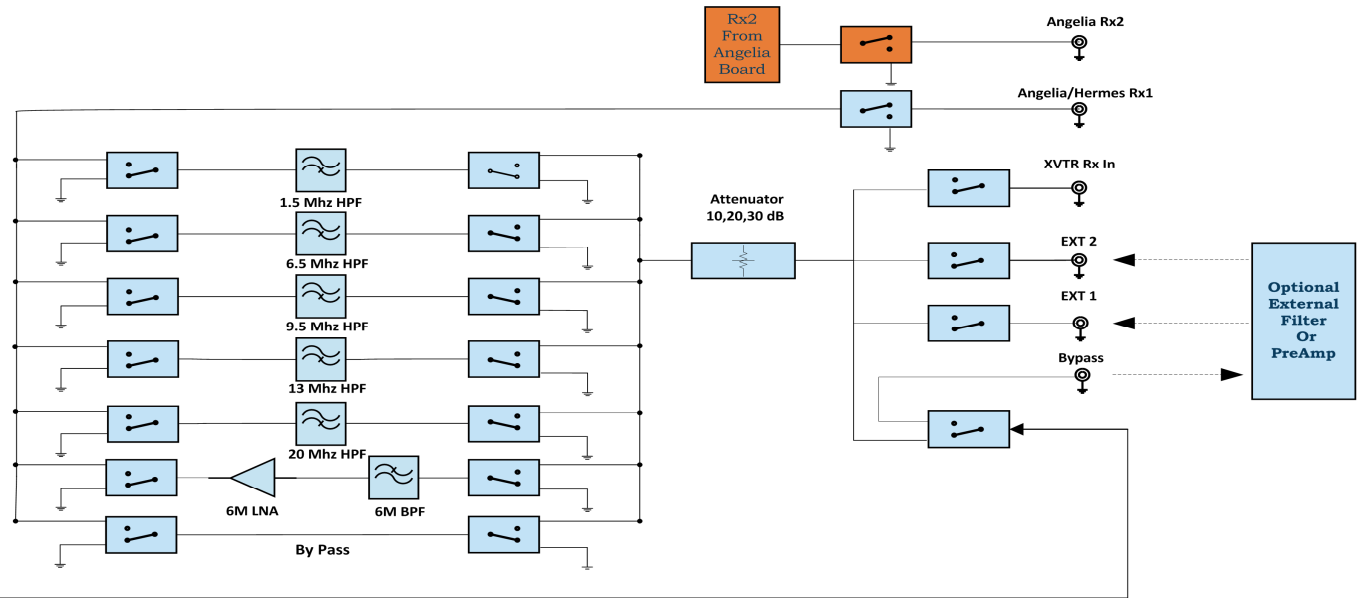 Rx2
From
Angelia
Board
Angelia Rx2
Angelia/Hermes Rx1
XVTR Rx In
1.5 Mhz HPF
Attenuator
10,20,30 dB
6.5 Mhz HPF
EXT 2
9.5 Mhz HPF
EXT 1
Optional
External
Filter
Or
PreAmp
13 Mhz HPF
Bypass
20 Mhz HPF
6M LNA
6M BPF
By Pass